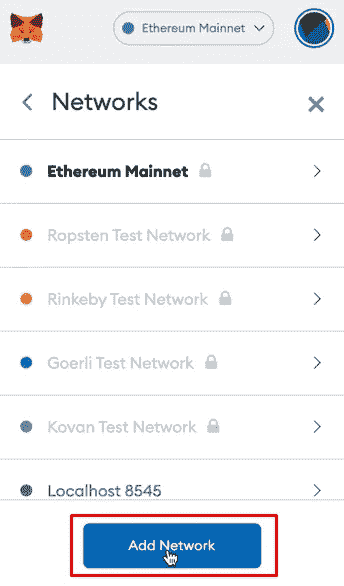 Ethereum Mainnet
Networks
Ethereum Mainnet
Ropsten Test Network
Rinkeby Test Network
Goerli Test Network
Kovan Test Network
Localhost 8545
Add Network